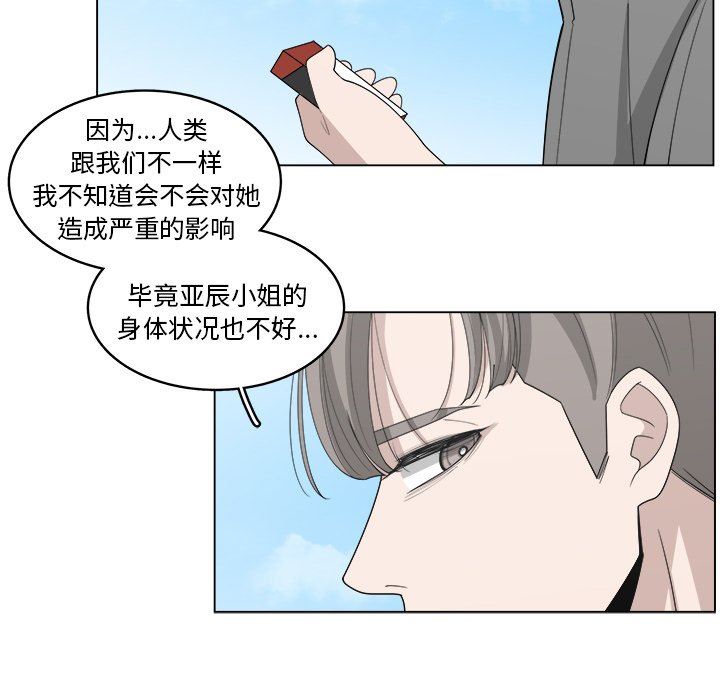 因为...人类
跟我们不一样
我不知道会不会对她
造成严重的影响
毕竟亚辰小姐的
身体状况也不好...